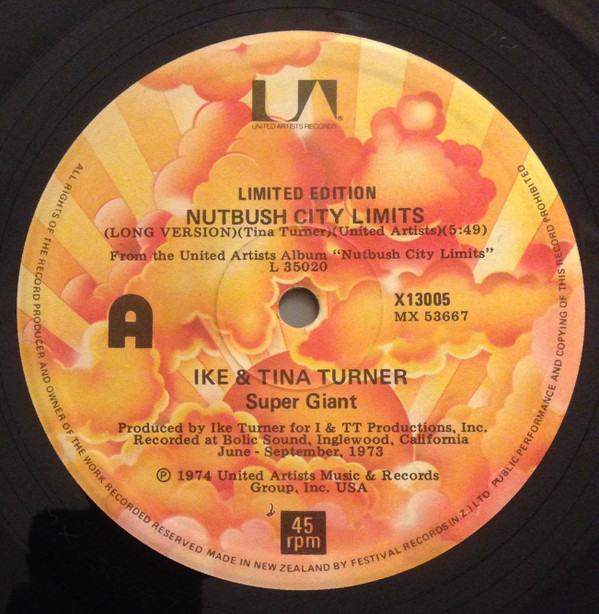 UA
UNITED ARTISTS RECORDS
LIMITED EDITION
NUTBUSH CITY LIMITS
(LONG VERSION)(Tina Turner)(United Artists)(5:49)
From the United Artists Album "Nutbush City Limits"
L 35020
A
X13005
MX 53667
IKE & TINA TURNER
Super Giant
Produced by Ike Turner for I & TT Productions, Inc.
Recorded at Bolic Sound, Inglewood, California
June - September, 1973
℗ 1974 United Artists Music & Records
Group, Inc. USA
45
rpm
ALL RIGHTS OF THE RECORD PRODUCER AND OWNER OF THE WORK RECORDED RESERVED MADE IN NEW ZEALAND BY FESTIVAL RECORDS IN Z.) LTD PUBLIC PERFORMANCE AND COPYING OF THIS RECORD PROHIBITED